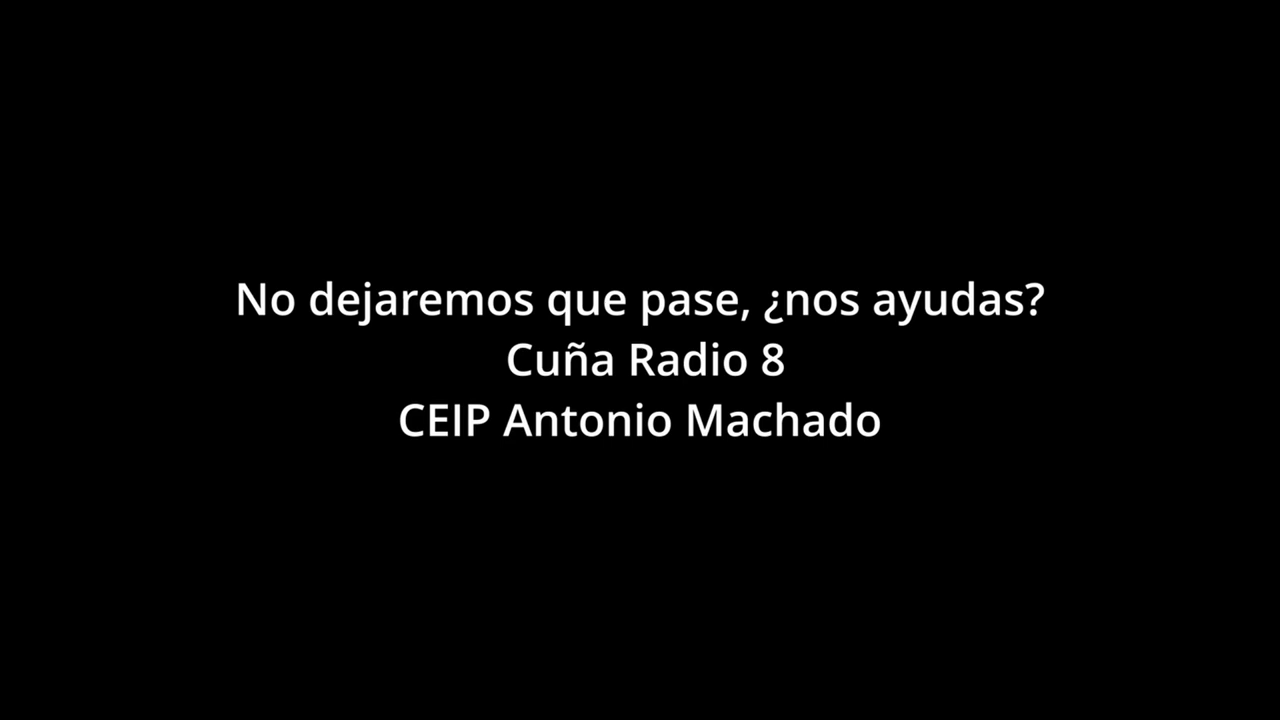 No dejaremos que pase, ¿nos ayudas?
Cuña Radio 8
CEIP Antonio Machado